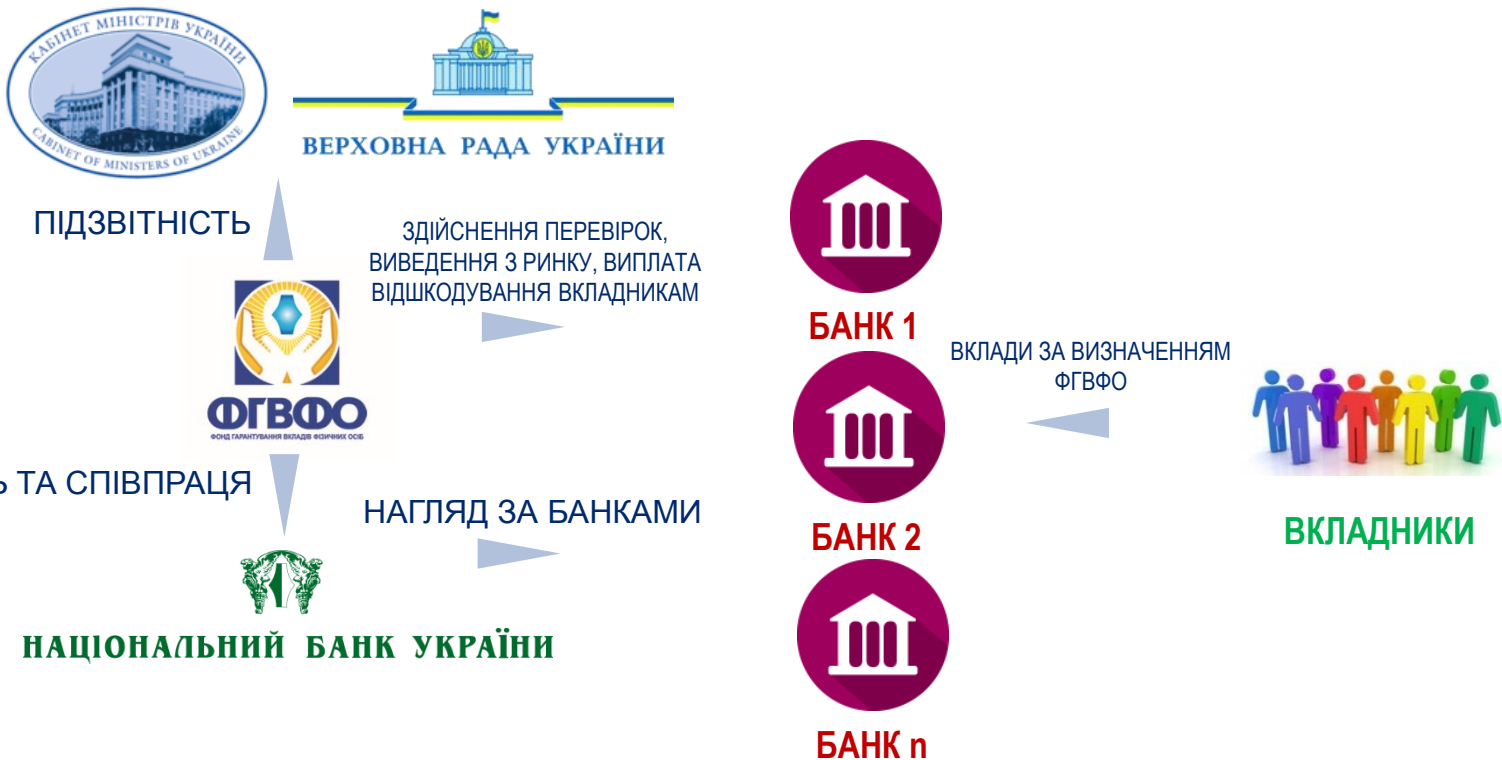 КАБІНЕТ МІНІСТРІВ УКРАЇНИ
CABINET OF MINISTERS OF UKRAINE
ВЕРХОВНА РАДА УКРАЇНИ
ПІДЗВІТНІСТЬ
ЗДІЙСНЕННЯ ПЕРЕВІРОК,
ВИВЕДЕННЯ З РИНКУ, ВИПЛАТА
ВІДШКОДУВАННЯ ВКЛАДНИКАМ
БАНК 1
ВКЛАДИ ЗА ВИЗНАЧЕННЯМ
ФГВФО
ФГВФО
ФОНД ГАРАНТУВАННЯ ВКЛАДІВ ФІЗИЧНИХ ОСІБ
Ь ТА СПІВПРАЦЯ
НАГЛЯД ЗА БАНКАМИ
БАНК 2
ВКЛАДНИКИ
НАЦІОНАЛЬНИЙ БАНК УКРАЇНИ
БАНК n